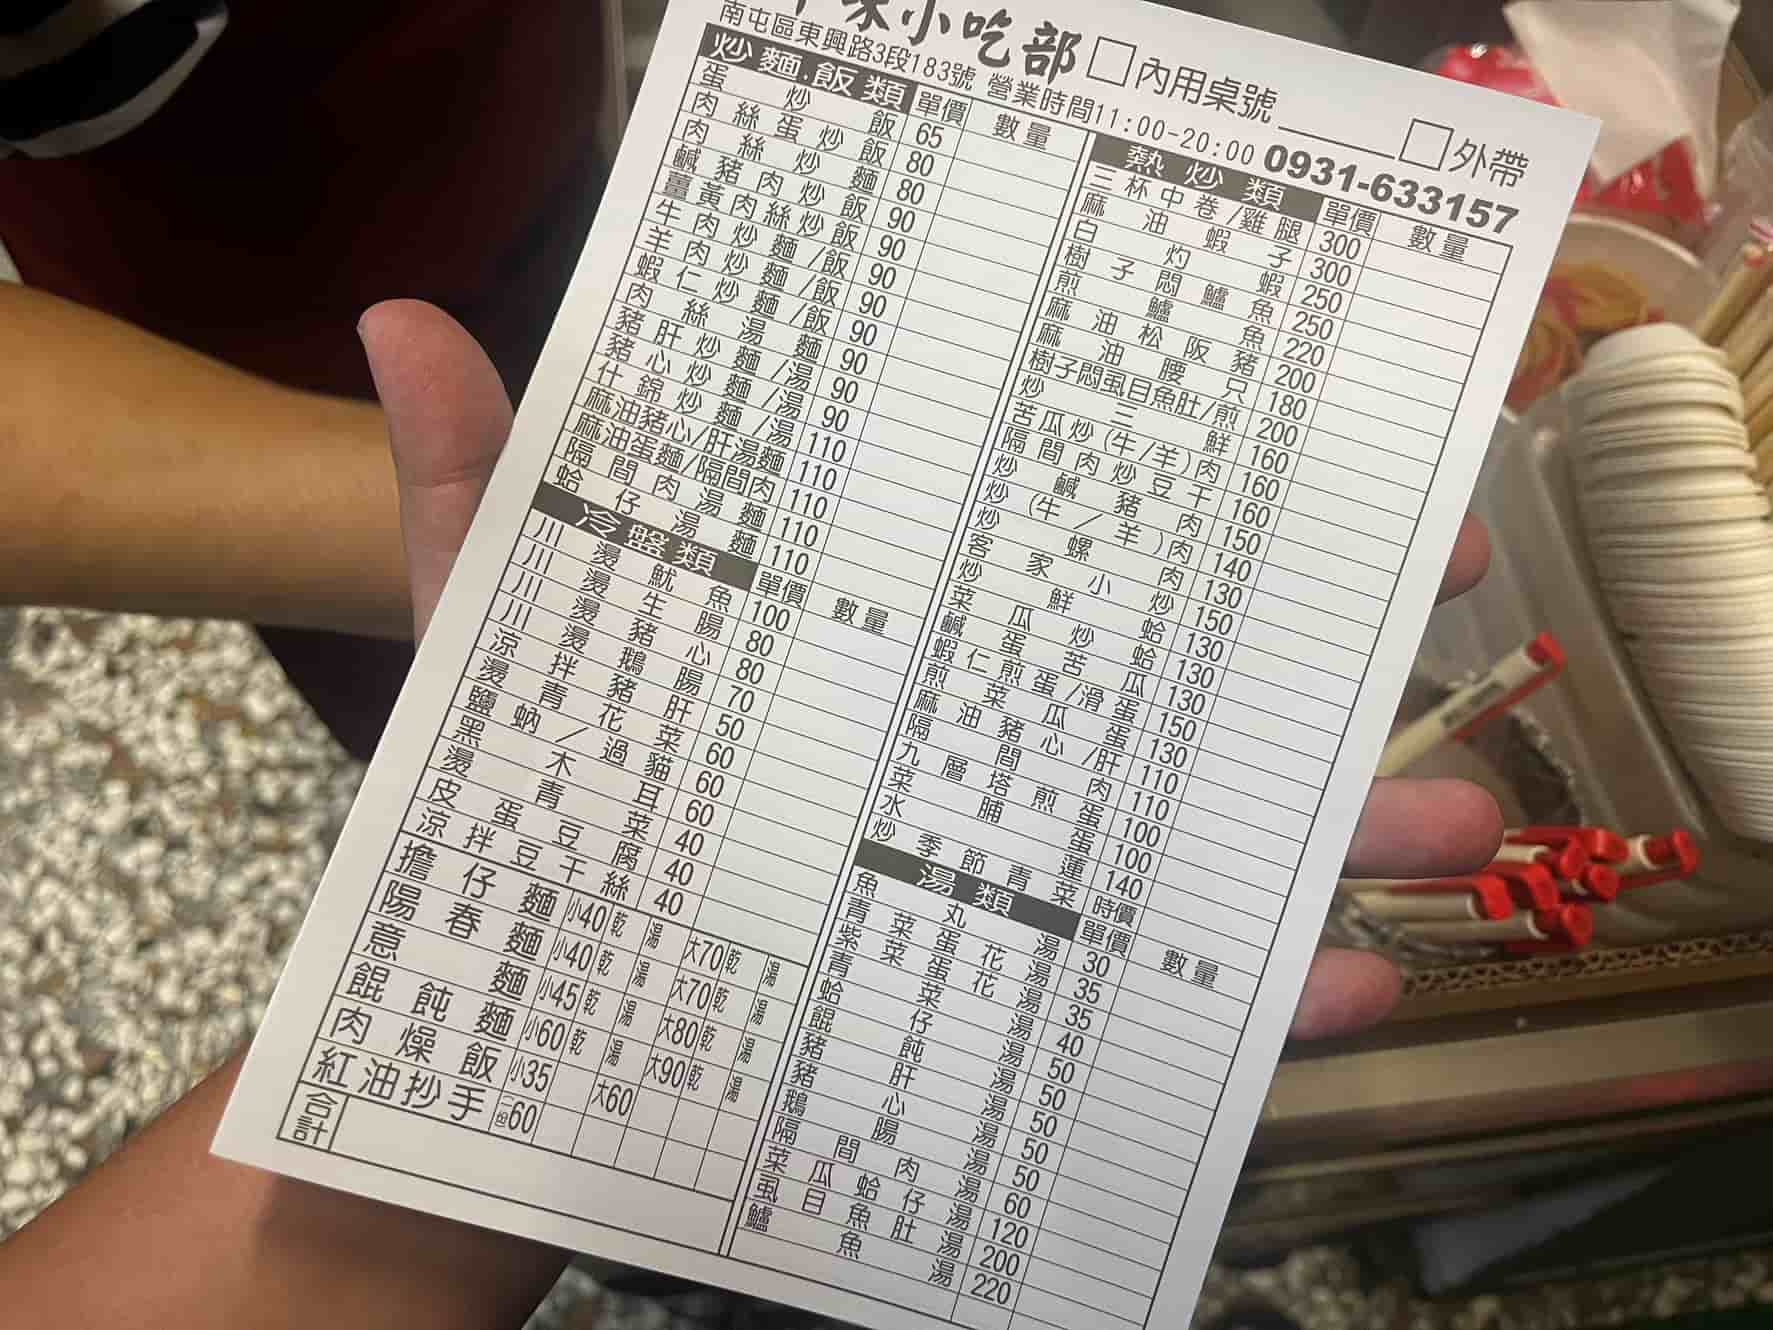 味小吃部 □內用桌號 □外帶
南屯區東興路3段183號 營業時間11:00-20:00 0931-633157
炒麵.飯類 單價 數量
蛋炒飯 65
肉絲蛋炒飯 80
肉絲炒麵 80
鹹豬肉炒飯 90
薑黃肉絲炒飯 90
牛肉炒麵/飯 90
羊肉炒麵/飯 90
蝦仁炒麵/飯 90
肉絲湯麵 90
豬肝炒麵/湯 90
豬心炒麵/湯 90
什錦炒麵/湯 110
麻油豬心/肝湯麵 110
麻油蛋麵/隔間肉 110
隔間肉湯麵 110
蛤仔湯麵 110
冷盤類 單價 數量
川燙魷魚 100
川燙生腸 80
川燙豬心 80
川燙鵝腸 70
涼拌豬肝 50
燙青花菜 60
鹽蚋/過貓 60
黑木耳 60
燙青菜 40
皮蛋豆腐 40
涼拌豆干絲 40
擔仔麵 小40 乾 湯 大70 乾 湯
陽春麵 小40 乾 湯 大70 乾 湯
意麵 小45 乾 湯 大80 乾 湯
餛飩麵 小60 乾 湯 大90 乾 湯
肉燥飯 小35 大60
紅油抄手 60
合計
熱炒類 單價 數量
三杯中卷/雞腿 300
麻油蝦子 300
白灼蝦 250
樹子悶鱸魚 250
煎鱸魚 220
麻油松阪豬 200
麻油腰只 180
樹子悶虱目魚肚/煎 200
炒三鮮 160
苦瓜炒(牛/羊)肉 160
隔間肉炒豆干 160
炒鹹豬肉 150
炒(牛/羊)肉 140
炒螺肉 130
客家小炒 150
炒鮮蛤 130
菜瓜炒蛤 130
鹹蛋苦瓜 130
蝦仁煎蛋/滑蛋 150
煎菜瓜 130
麻油豬心/肝 110
隔間肉 110
九層塔煎蛋 100
菜脯蛋 100
水蓮 140
炒季節青菜 時價
湯類 單價 數量
魚丸湯 30
青菜蛋花湯 35
紫菜蛋花湯 35
青菜湯 40
蛤仔湯 50
餛飩湯 50
豬肝湯 50
豬心湯 50
鵝腸湯 50
隔間肉湯 60
菜瓜蛤仔湯 120
虱目魚肚湯 200
鱸魚湯 220